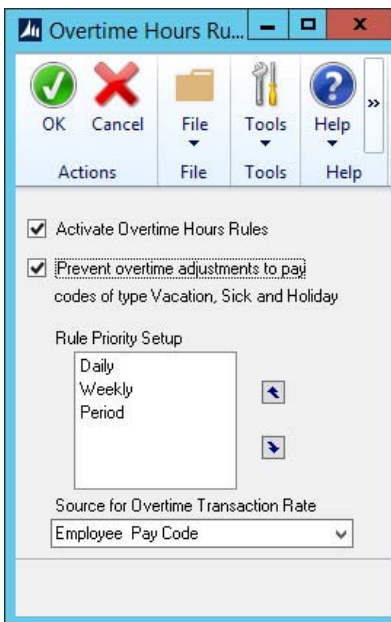 Overtime Hours Ru...
OK Cancel File Tools Help
Actions File Tools Help
Activate Overtime Hours Rules
Prevent overtime adjustments to pay
codes of type Vacation, Sick and Holiday
Rule Priority Setup
Daily
Weekly
Period
Source for Overtime Transaction Rate
Employee Pay Code